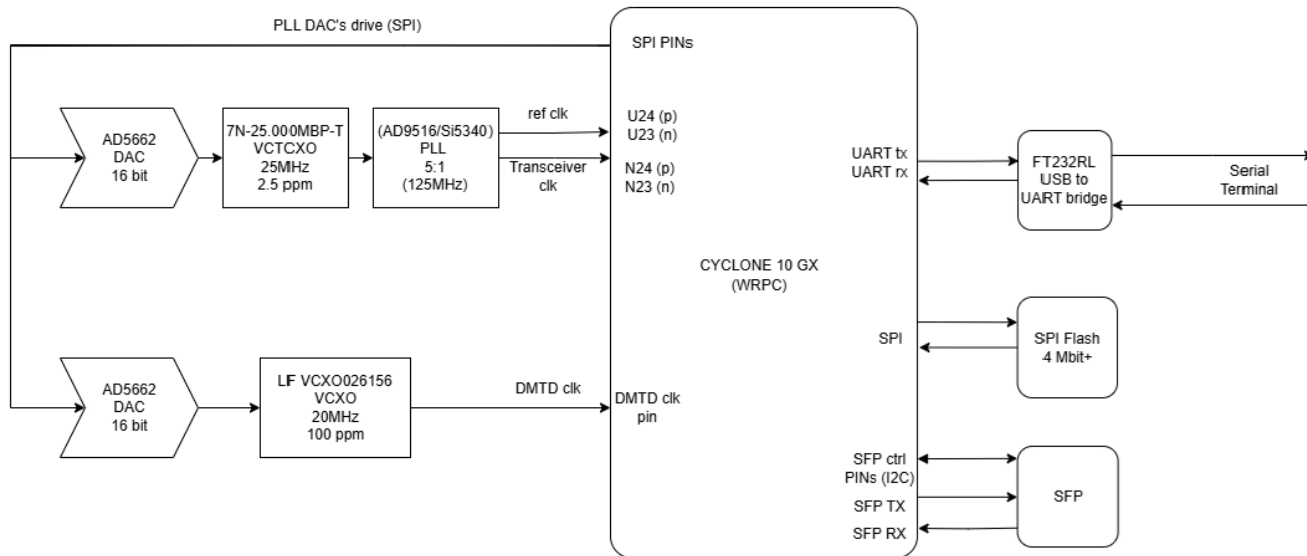 PLL DAC's drive (SPI)
SPI PINs
AD5662
DAC
16 bit
7N-25.000MBP-T
VCTCXO
25MHz
2.5 ppm
(AD9516/Si5340)
PLL
5:1
(125MHz)
ref clk
Transceiver
clk
U24 (p)
U23 (n)
N24 (p)
N23 (n)
UART tx
UART rx
FT232RL
USB to
UART bridge
Serial
Terminal
CYCLONE 10 GX
(WRPC)
SPI
SPI Flash
4 Mbit+
AD5662
DAC
16 bit
LIF VCXO026156
VCXO
20MHz
100 ppm
DMTD clk
DMTD clk
pin
SFP ctrl
PINs (I2C)
SFP TX
SFP RX
SFP